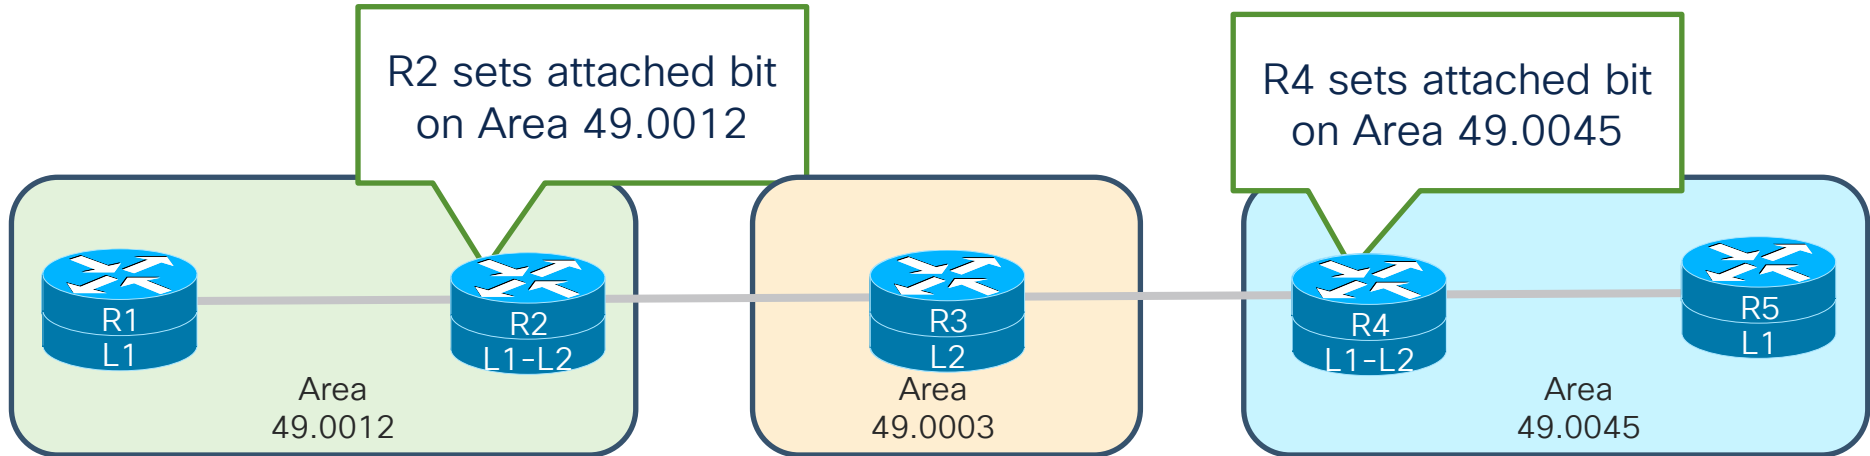 R2 sets attached bit
on Area 49.0012
R4 sets attached bit
on Area 49.0045
R1
L1
R2
L1-L2
R3
L2
R4
L1-L2
R5
L1
Area
49.0012
Area
49.0003
Area
49.0045